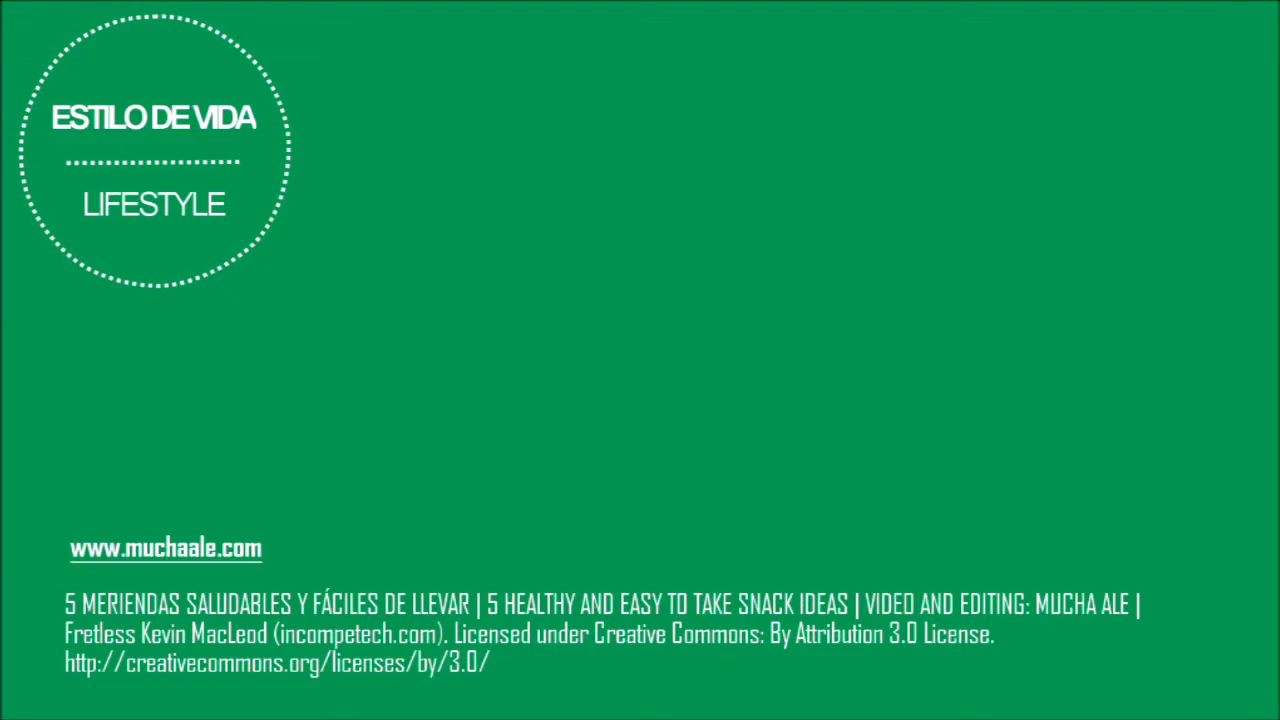 ESTILO DE VIDA
LIFESTYLE
www.muchaale.com
5 MERIENDAS SALUDABLES Y FÁCILES DE LLEVAR | 5 HEALTHY AND EASY TO TAKE SNACK IDEAS | VIDEO AND EDITING: MUCHA ALE |
Fretless Kevin MacLeod (incompetech.com). Licensed under Creative Commons: By Attribution 3.0 License.
http://creativecommons.org/licenses/by/3.0/